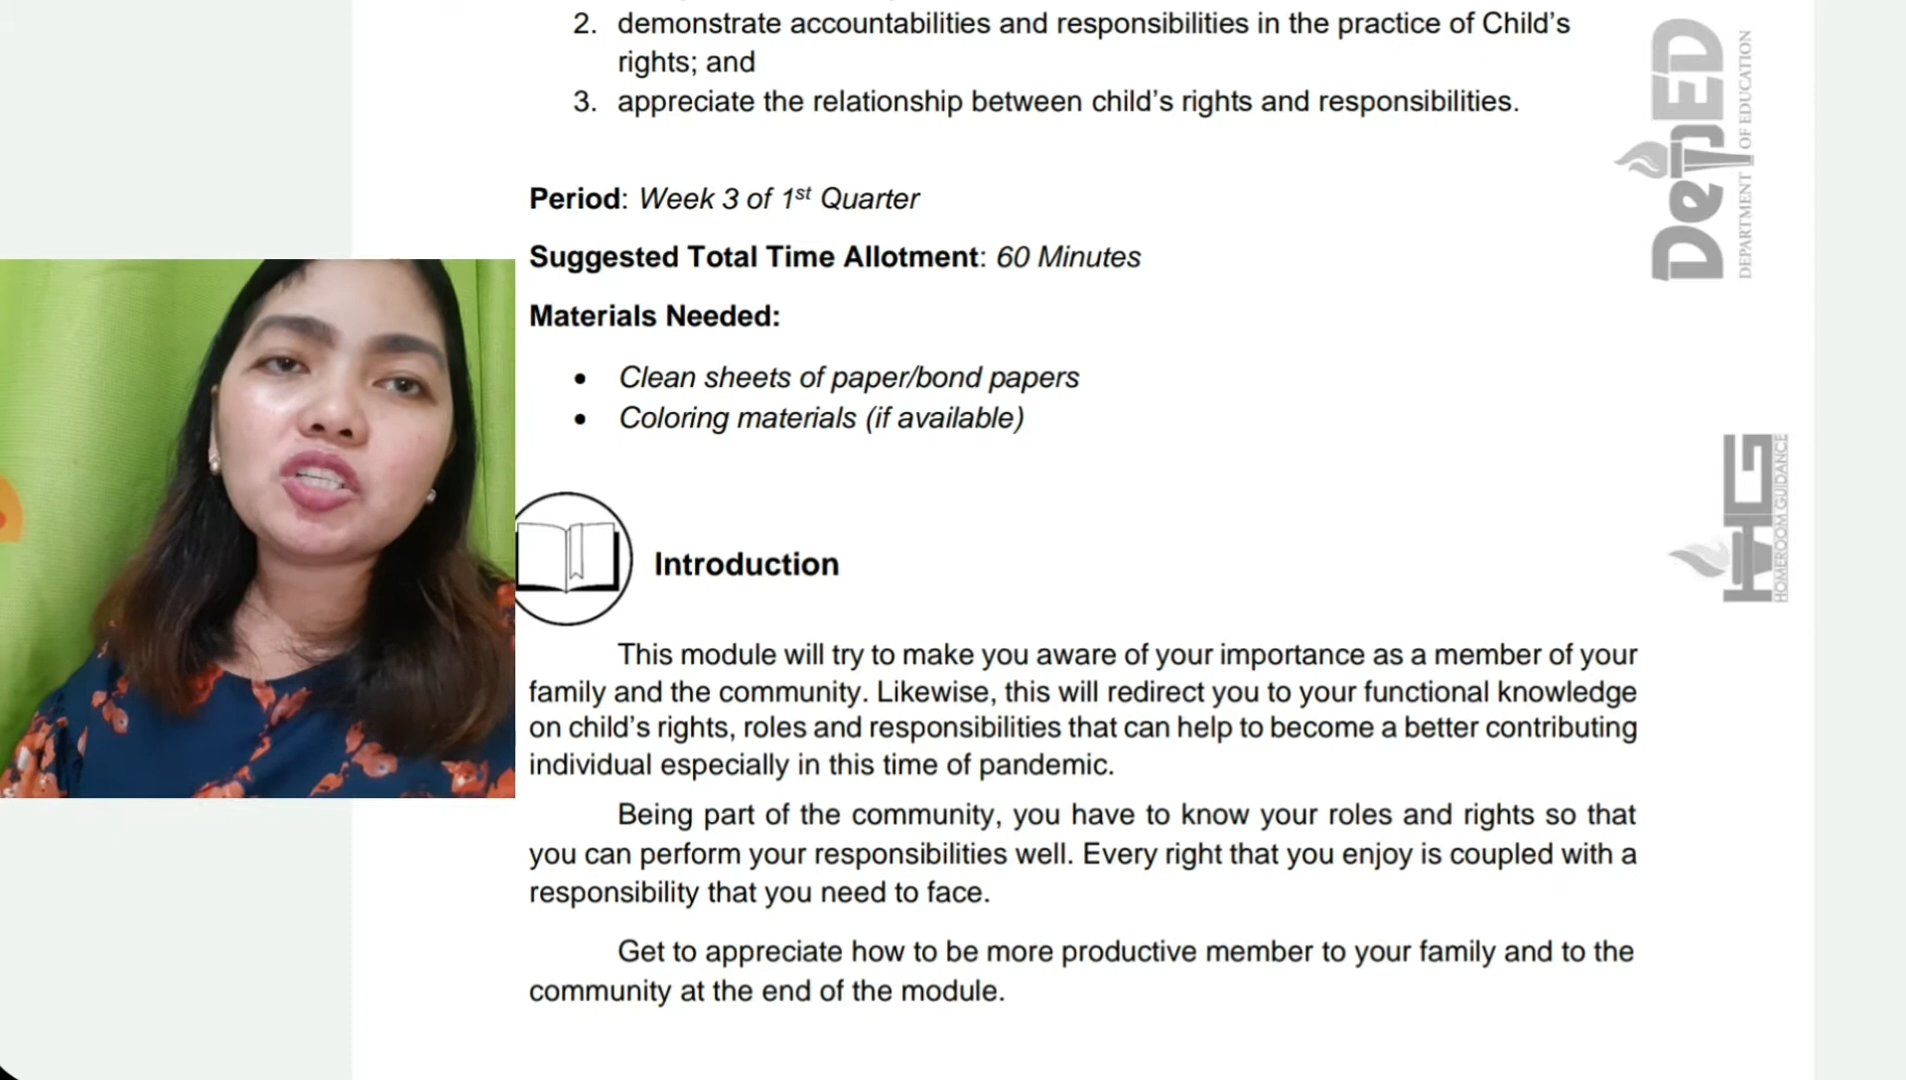 2. demonstrate accountabilities and responsibilities in the practice of Child's
rights; and
3. appreciate the relationship between child's rights and responsibilities.
Period: Week 3 of 1st Quarter
Suggested Total Time Allotment: 60 Minutes
Materials Needed:
• Clean sheets of paper/bond papers
• Coloring materials (if available)
Introduction
This module will try to make you aware of your importance as a member of your
family and the community. Likewise, this will redirect you to your functional knowledge
on child's rights, roles and responsibilities that can help to become a better contributing
individual especially in this time of pandemic.
Being part of the community, you have to know your roles and rights so that
you can perform your responsibilities well. Every right that you enjoy is coupled with a
responsibility that you need to face.
Get to appreciate how to be more productive member to your family and to the
community at the end of the module.
DepED
DEPARTMENT OF EDUCATION
HG
HOMEROOM GUIDANCE